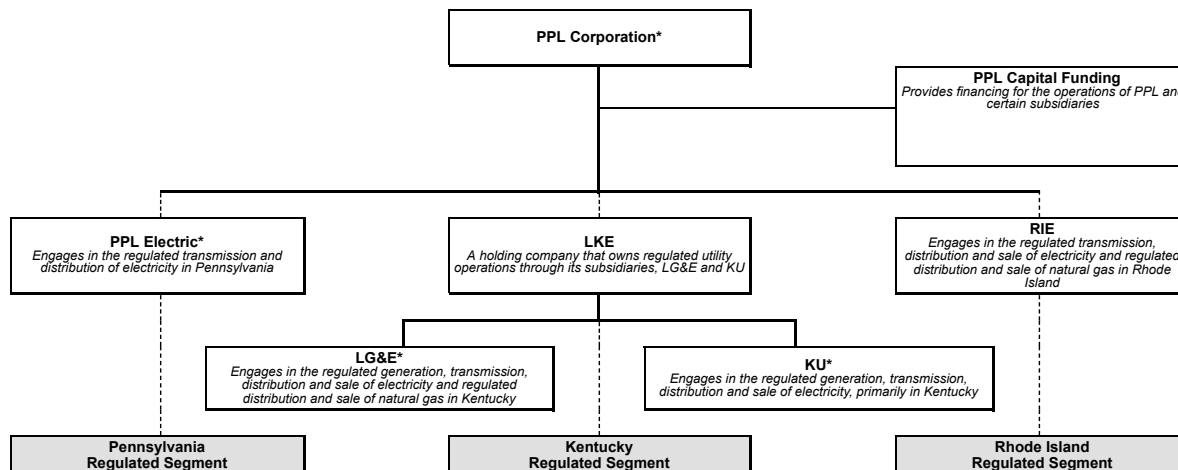 PPL Corporation*
PPL Capital Funding
Provides financing for the operations of PPL and
certain subsidiaries
PPL Electric*
Engages in the regulated transmission and
distribution of electricity in Pennsylvania
LKE
A holding company that owns regulated utility
operations through its subsidiaries, LG&E and KU
RIE
Engages in the regulated transmission,
distribution and sale of electricity and regulated
distribution and sale of natural gas in Rhode
Island
LG&E*
Engages in the regulated generation, transmission,
distribution and sale of electricity and regulated
distribution and sale of natural gas in Kentucky
KU*
Engages in the regulated generation, transmission,
distribution and sale of electricity, primarily in Kentucky
Pennsylvania
Regulated Segment
Kentucky
Regulated Segment
Rhode Island
Regulated Segment